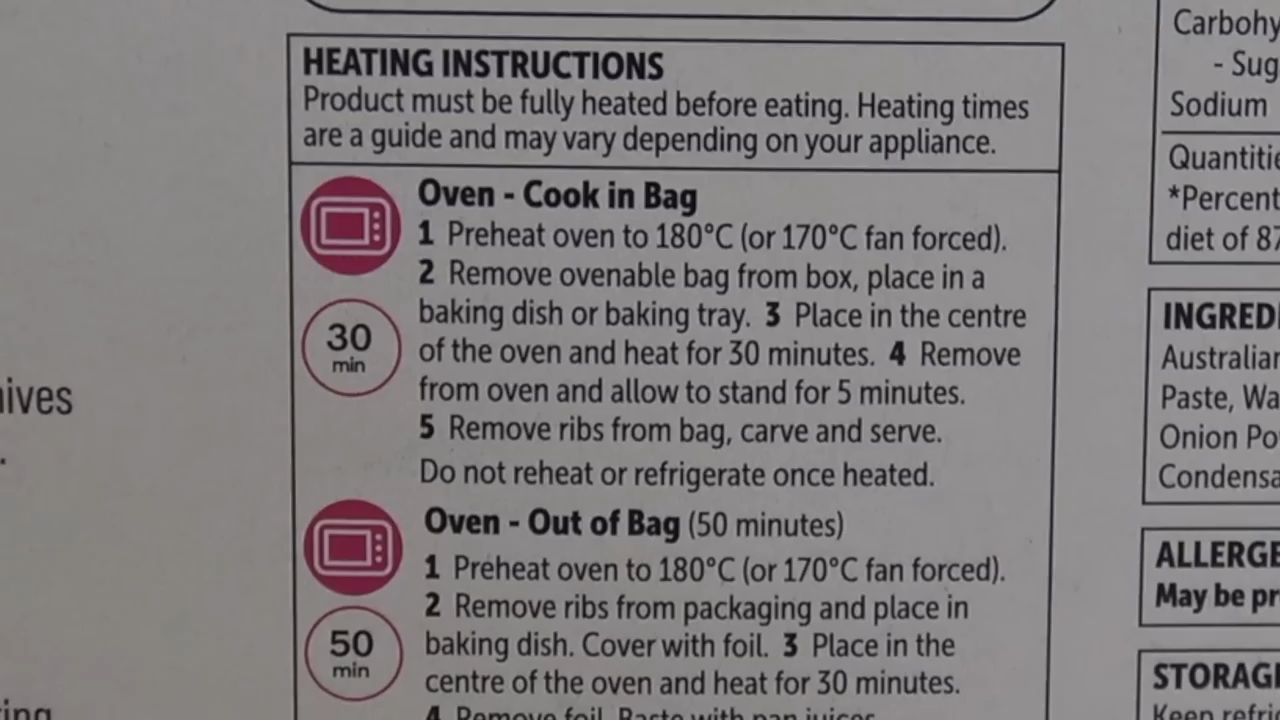 HEATING INSTRUCTIONS
Product must be fully heated before eating. Heating times
are a guide and may vary depending on your appliance.
Oven - Cook in Bag
1 Preheat oven to 180°C (or 170°C fan forced).
2 Remove ovenable bag from box, place in a
baking dish or baking tray. 3 Place in the centre
of the oven and heat for 30 minutes. 4 Remove
from oven and allow to stand for 5 minutes.
5 Remove ribs from bag, carve and serve.
Do not reheat or refrigerate once heated.
30
min
Oven - Out of Bag (50 minutes)
1 Preheat oven to 180°C (or 170°C fan forced).
2 Remove ribs from packaging and place in
baking dish. Cover with foil. 3 Place in the
centre of the oven and heat for 30 minutes.
4 Remove foil. Baste with pan juices
50
min
- Sug
Sodium
*Percent
diet of 87
Australian
Paste, Wa
Onion Po
May be pr